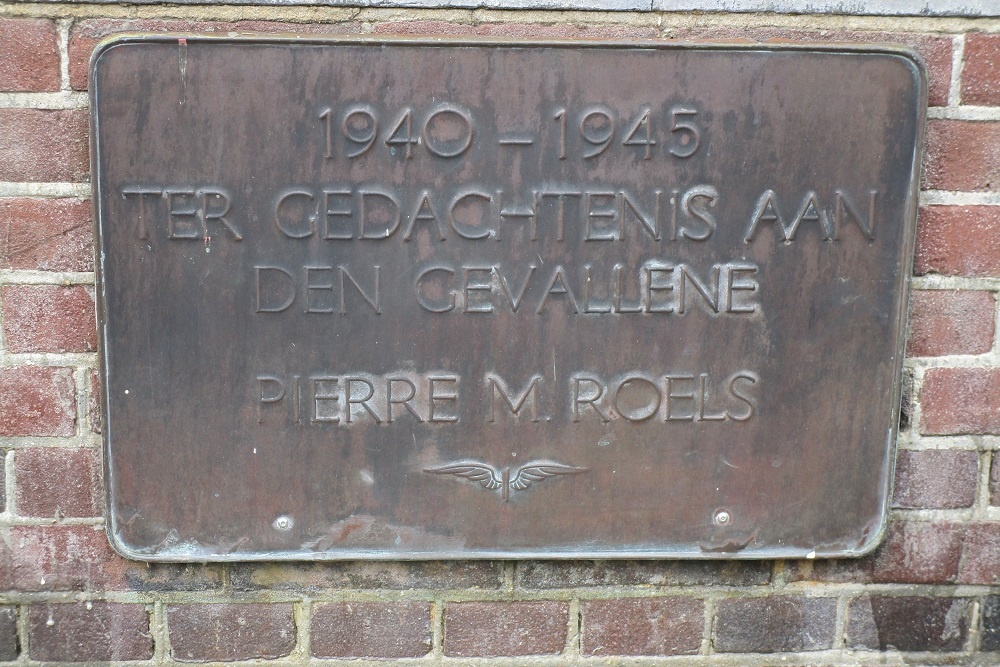 1940 – 1945
TER GEDACHTENIS AAN
DEN GEVALLENE
PIERRE M. ROELS